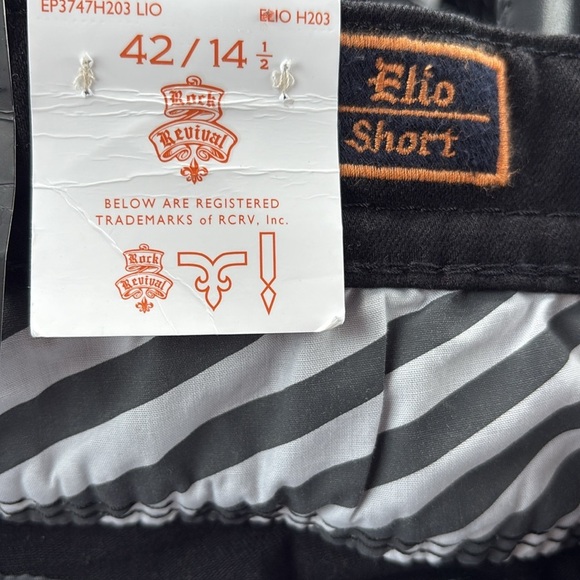 EP3747H203 LIO ELIO H203
42/14 1/2
Rock
Revival
BELOW ARE REGISTERED
TRADEMARKS of RCRV, Inc.
Rock
Revival
Elio
Short